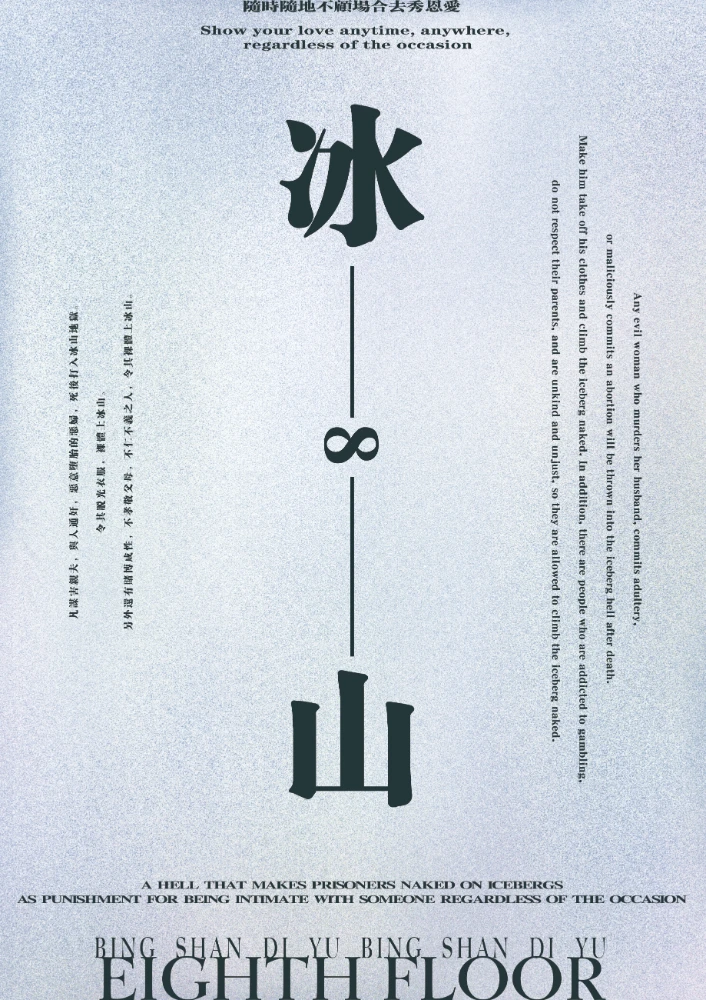 隨時隨地不顧場合去秀恩愛
Show your love anytime, anywhere,
regardless of the occasion
冰
8
山
凡謀害親夫，與人通奸，惡意墮胎的惡婦，死後打入冰山地獄。
令其脫光衣服，裸體上冰山。
另外還有賭博成性，不孝敬父母，不仁不義之人，令其裸體上冰山。
Any evil woman who murders her husband, commits adultery,
or maliciously commits an abortion will be thrown into the iceberg hell after death.
Make him take off his clothes and climb the iceberg naked. In addition, there are people who are addicted to gambling,
do not respect their parents, and are unkind and unjust, so they are allowed to climb the iceberg naked.
A HELL THAT MAKES PRISONERS NAKED ON ICEBERGS
AS PUNISHMENT FOR BEING INTIMATE WITH SOMEONE REGARDLESS OF THE OCCASION
BING SHAN DI YU BING SHAN DI YU
EIGHTH FLOOR